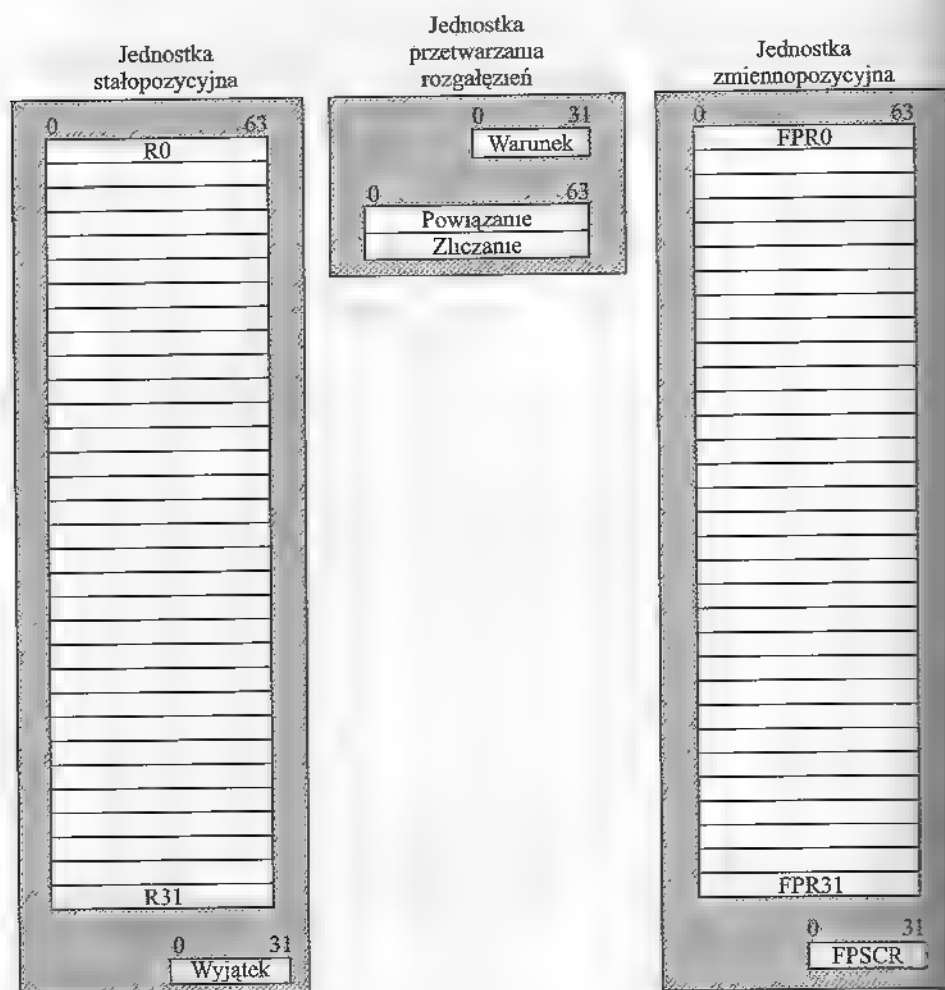 Jednostka
stałopozycyjna
0 63
R0
R31
0 31
Wyjątek
Jednostka
przetwarzania
rozgałęzień
0 31
Warunek
0 63
Powiązanie
Zliczanie
Jednostka
zmiennopozycyjna
0 63
FPR0
FPR31
0 31
FPSCR